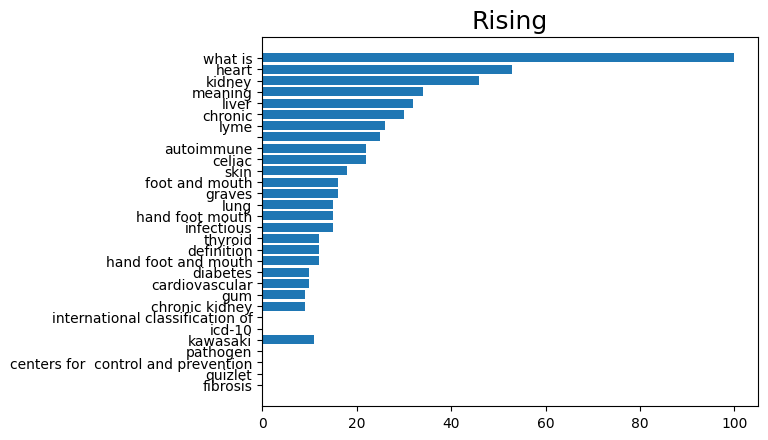 Rising
what is
heart
kidney
meaning
liver
chronic
lyme
autoimmune
celiac
skin
foot and mouth
graves
lung
hand foot mouth
infectious
thyroid
definition
hand foot and mouth
diabetes
cardiovascular
gum
chronic kidney
international classification of
icd-10
kawasaki
pathogen
centers for  control and prevention
quizlet
fibrosis
0 20 40 60 80 100